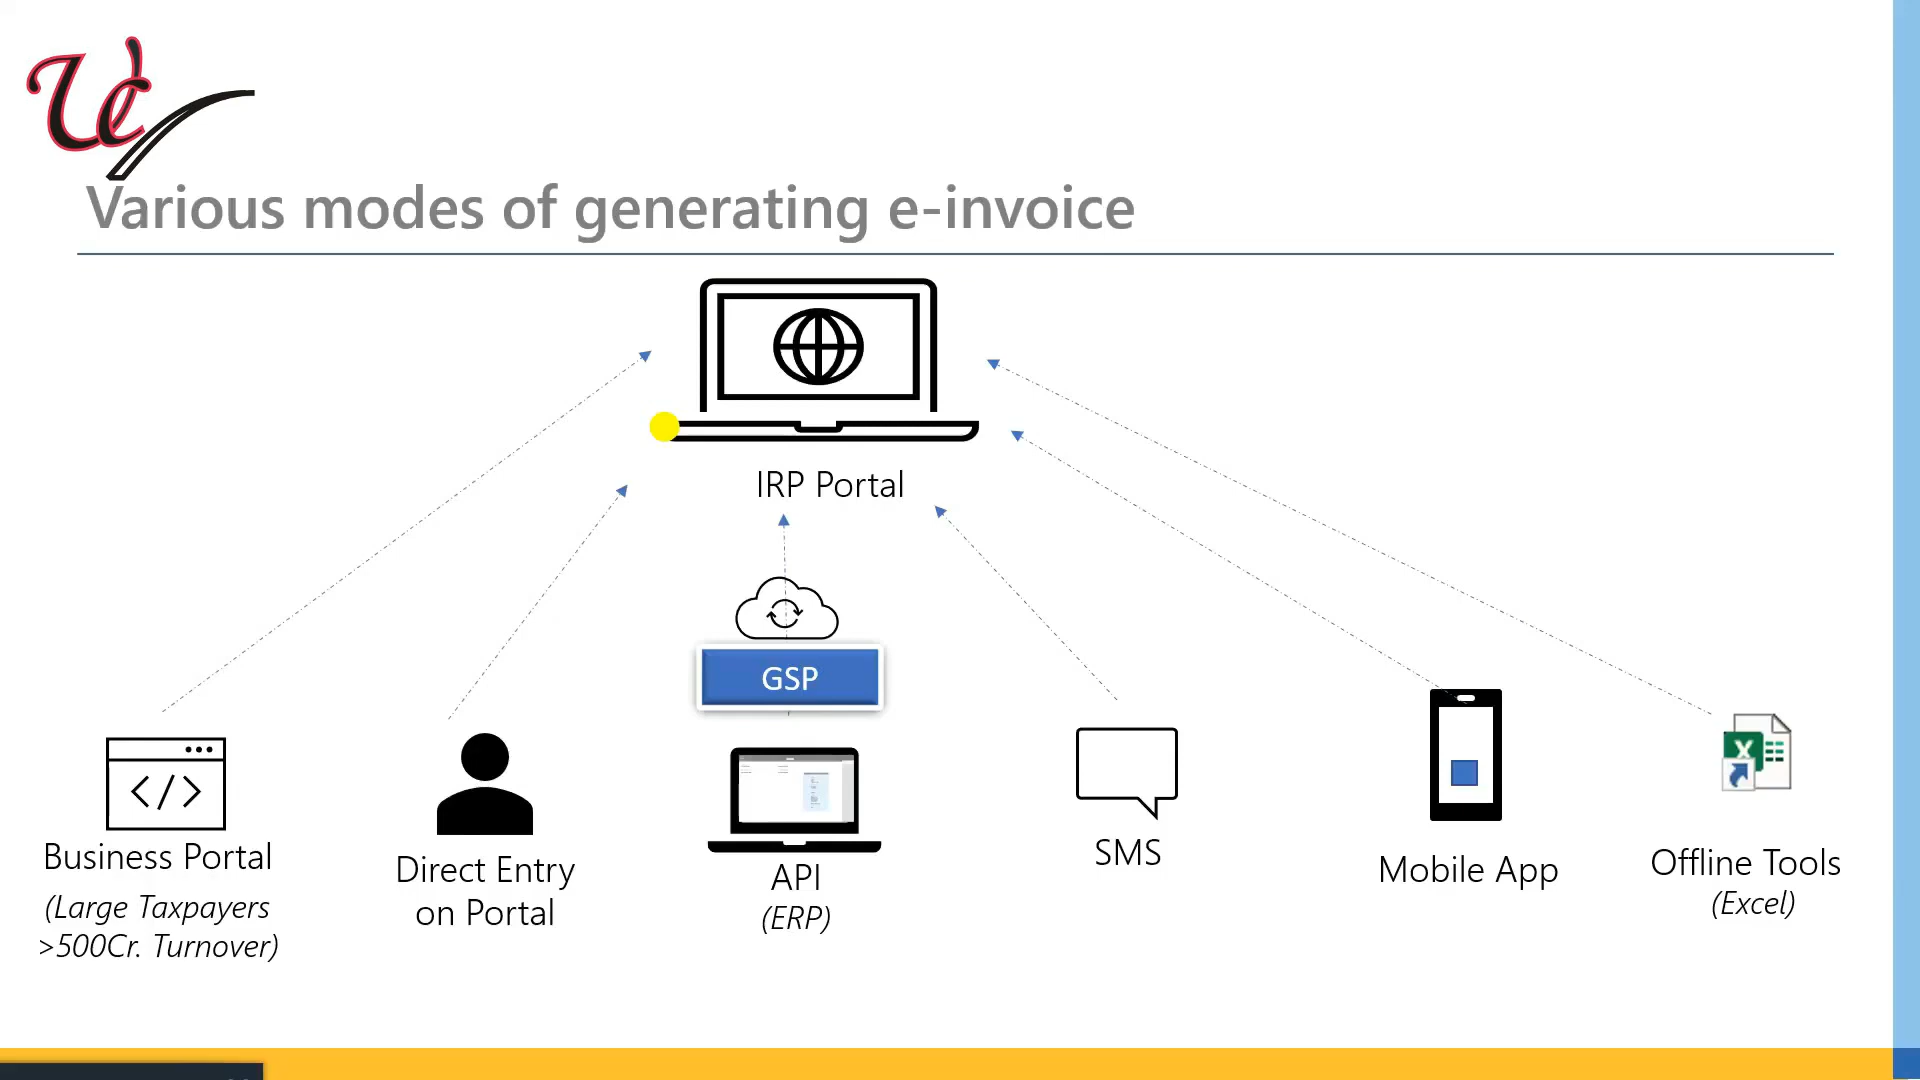 Various modes of generating e-invoice
IRP Portal
GSP
Business Portal
(Large Taxpayers
>500Cr. Turnover)
Direct Entry
on Portal
API
(ERP)
SMS
Mobile App
Offline Tools
(Excel)